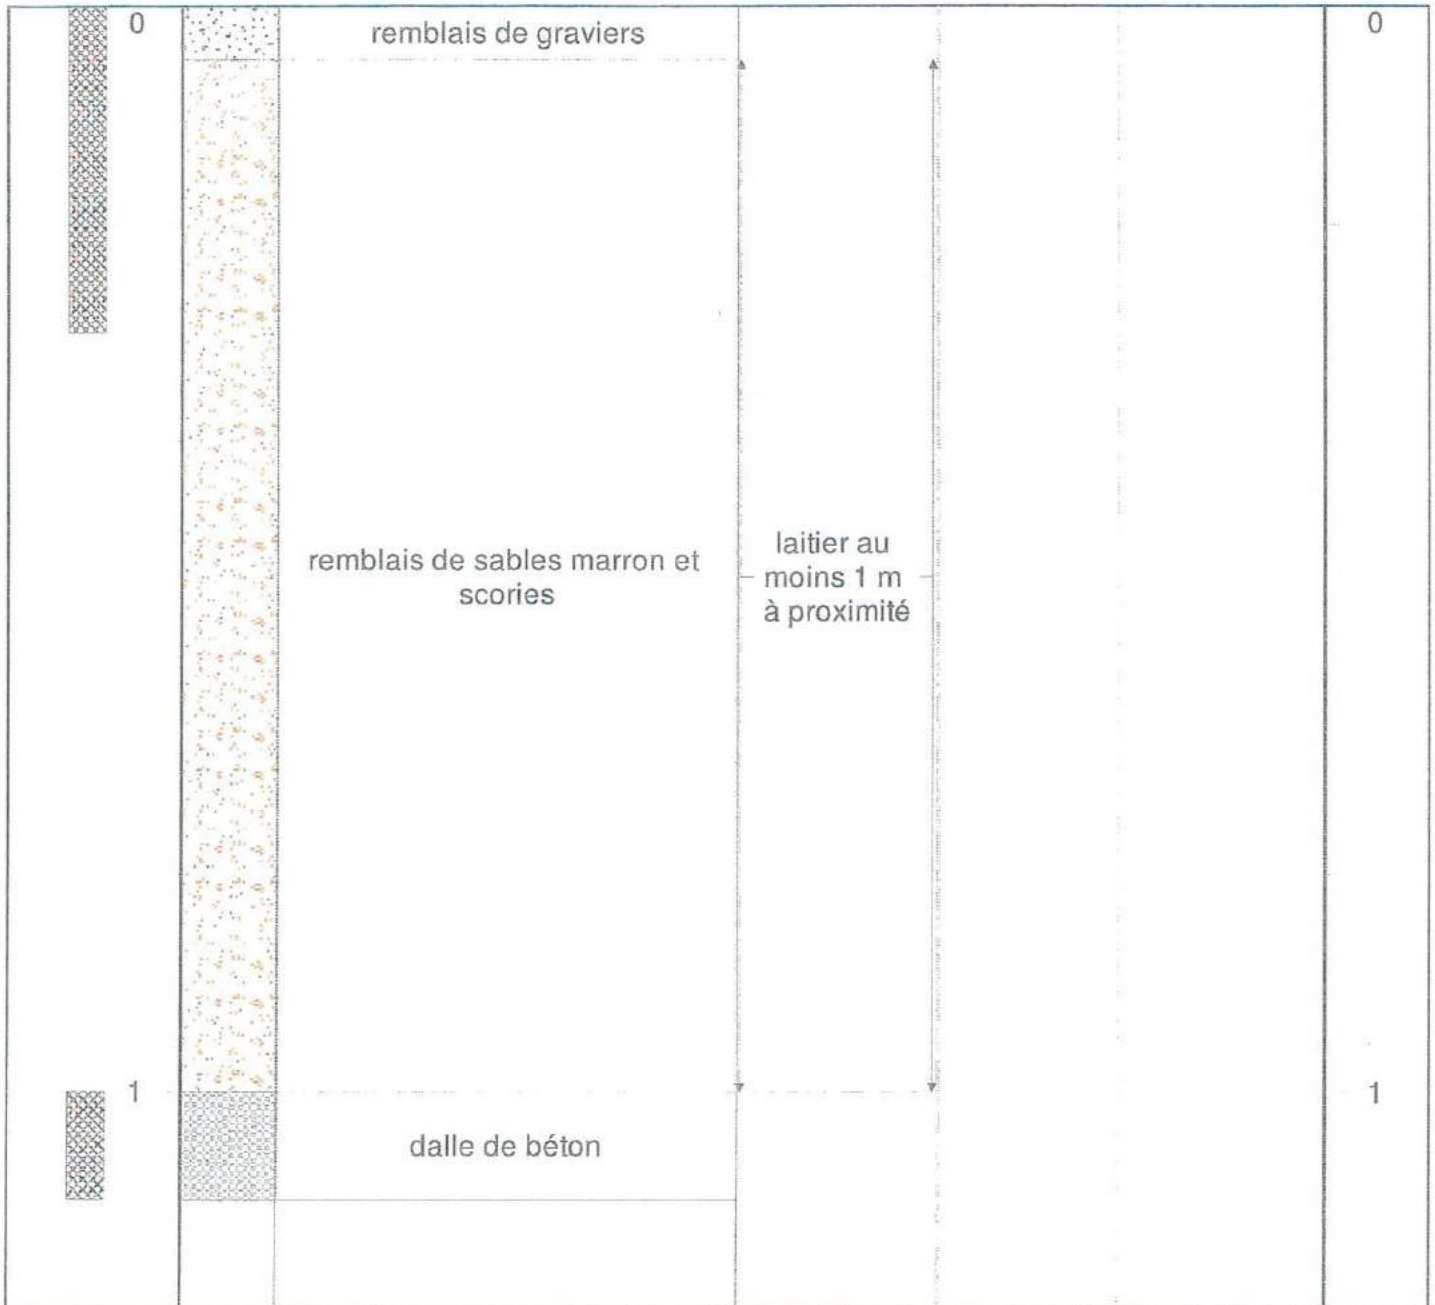 0
remblais de graviers
0
remblais de sables marron et
scories
laitier au
moins 1 m
à proximité
1
1
dalle de béton